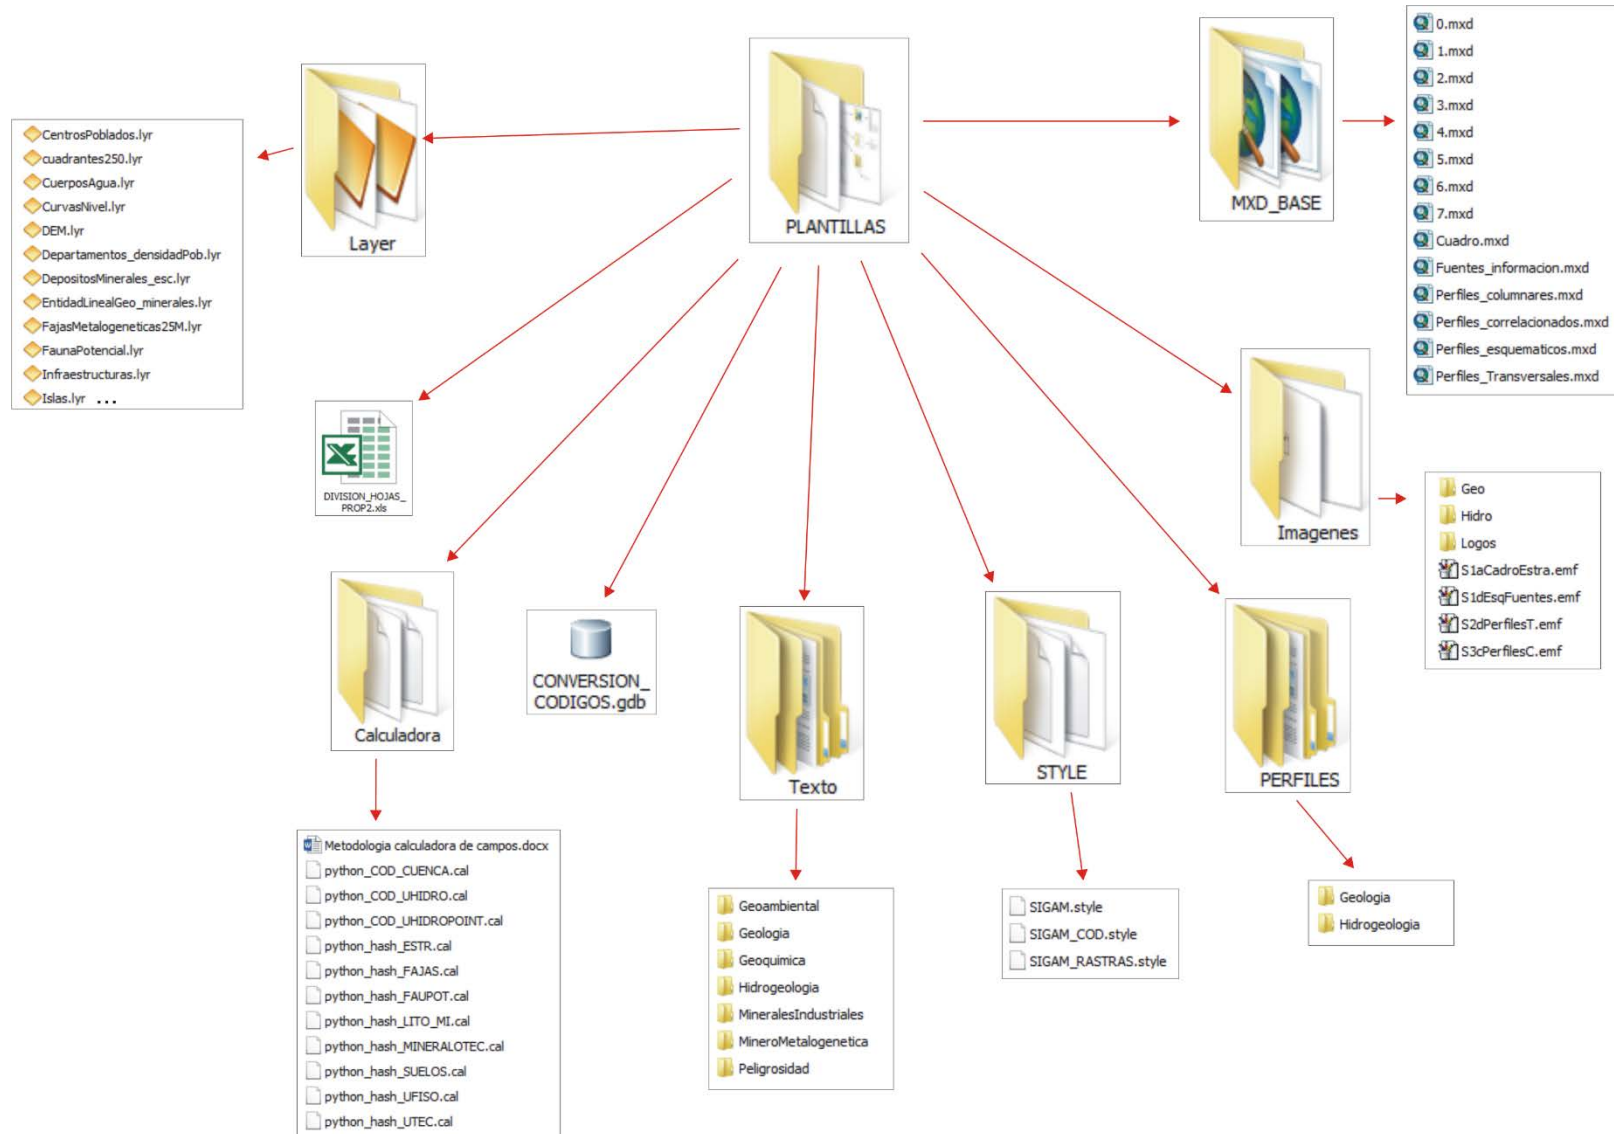 PLANTILLAS
Layer
CentrosPoblados.lyr
cuadrantes250.lyr
CuerposAgua.lyr
CurvasNivel.lyr
DEM.lyr
Departamentos_densidadPob.lyr
DepositosMinerales_esc.lyr
EntidadLinealGeo_minerales.lyr
FajasMetalogeneticas25M.lyr
FaunaPotencial.lyr
Infraestructuras.lyr
Islas.lyr ...
MXD_BASE
0.mxd
1.mxd
2.mxd
3.mxd
4.mxd
5.mxd
6.mxd
7.mxd
Cuadro.mxd
Fuentes_informacion.mxd
Perfiles_columnares.mxd
Perfiles_correlacionados.mxd
Perfiles_esquematicos.mxd
Perfiles_Transversales.mxd
DIVISION_HOJAS_
PROP2.xls
Imagenes
Geo
Hidro
Logos
S1aCadroEstra.emf
S1dEsqFuentes.emf
S2dPerfilesT.emf
S3cPerfilesC.emf
Calculadora
Metodologia calculadora de campos.docx
python_COD_CUENCA.cal
python_COD_UHIDRO.cal
python_COD_UHIDROPOINT.cal
python_hash_ESTR.cal
python_hash_FAJAS.cal
python_hash_FAUPOT.cal
python_hash_LITO_MI.cal
python_hash_MINERALOTEC.cal
python_hash_SUELOS.cal
python_hash_UFISO.cal
python_hash_UTEC.cal
CONVERSION_
CODIGOS.gdb
Texto
Geoambiental
Geologia
Geoquimica
Hidrogeologia
MineralesIndustriales
MineroMetalogenetica
Peligrosidad
STYLE
SIGAM.style
SIGAM_COD.style
SIGAM_RASTRAS.style
PERFILES
Geologia
Hidrogeologia